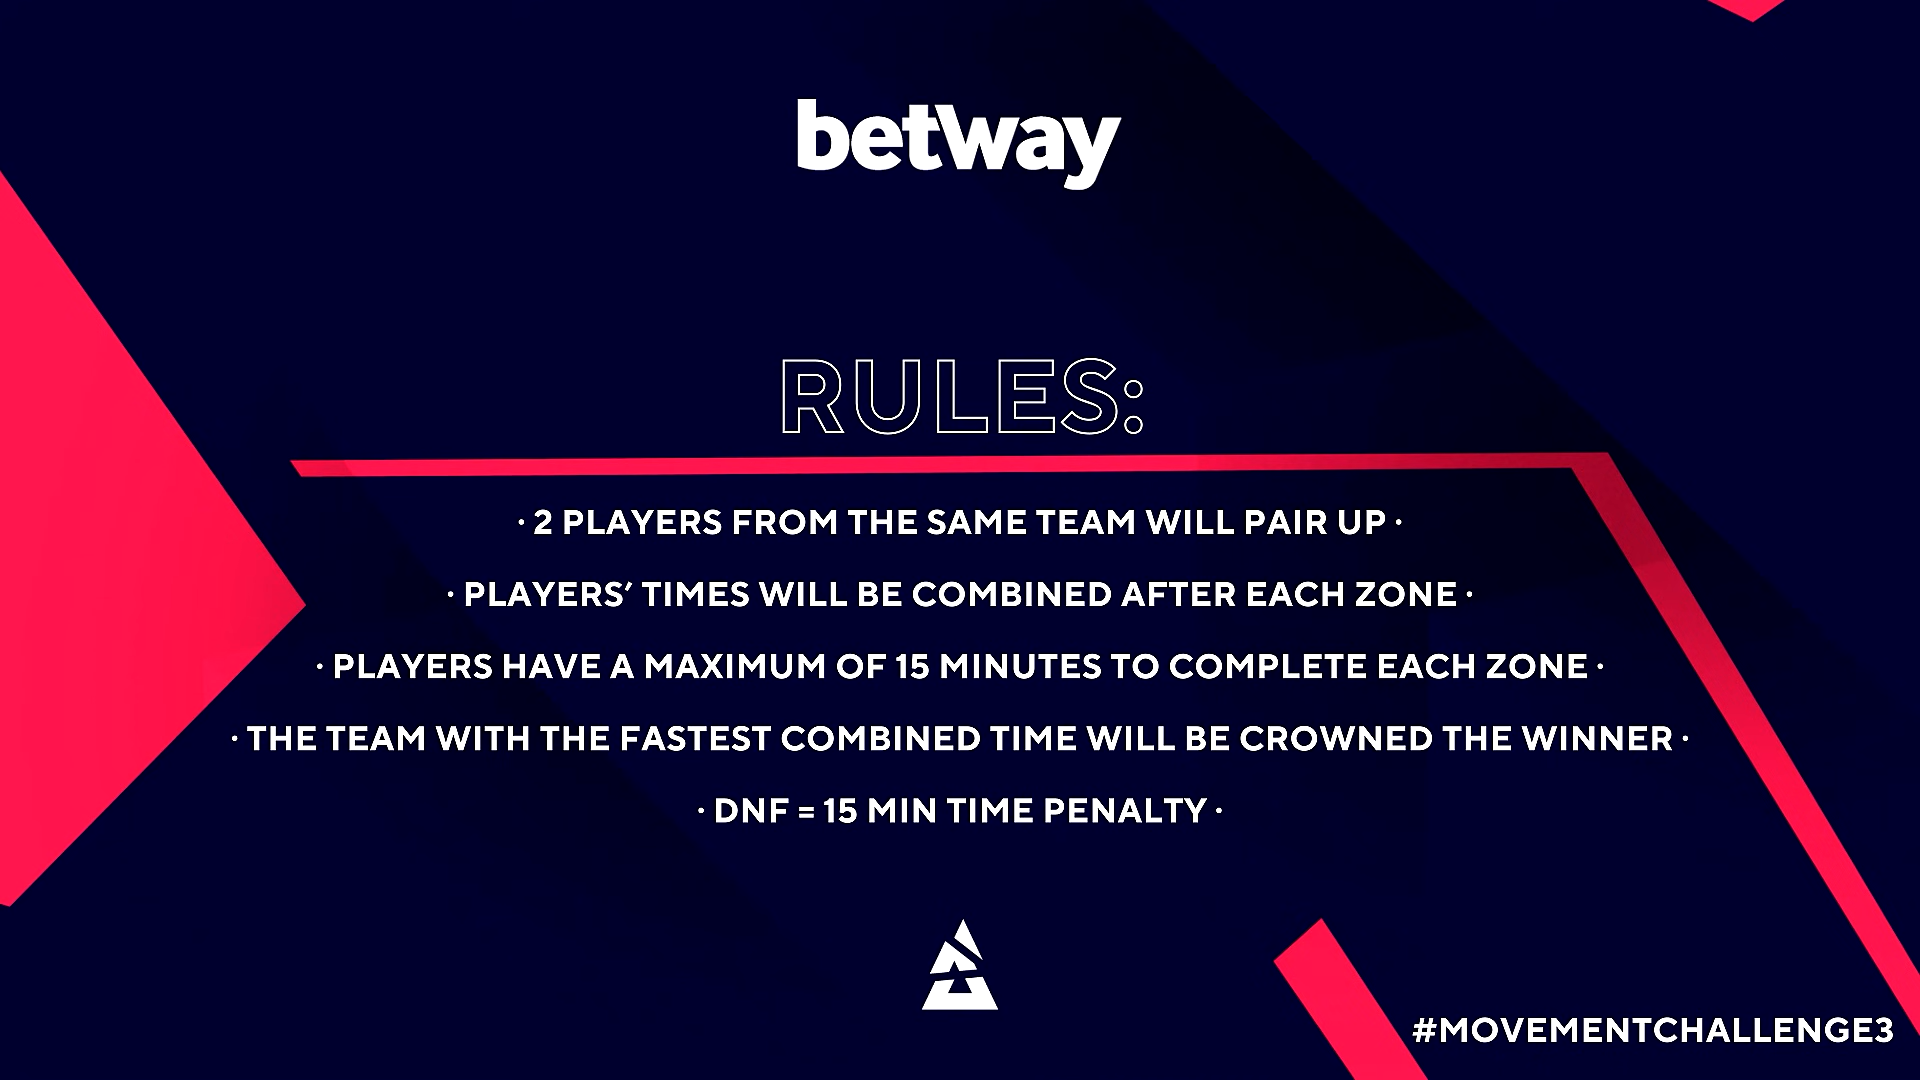 betway
RULES:
· 2 PLAYERS FROM THE SAME TEAM WILL PAIR UP ·
· PLAYERS’ TIMES WILL BE COMBINED AFTER EACH ZONE ·
· PLAYERS HAVE A MAXIMUM OF 15 MINUTES TO COMPLETE EACH ZONE ·
· THE TEAM WITH THE FASTEST COMBINED TIME WILL BE CROWNED THE WINNER ·
· DNF = 15 MIN TIME PENALTY ·
#MOVEMENTCHALLENGE3